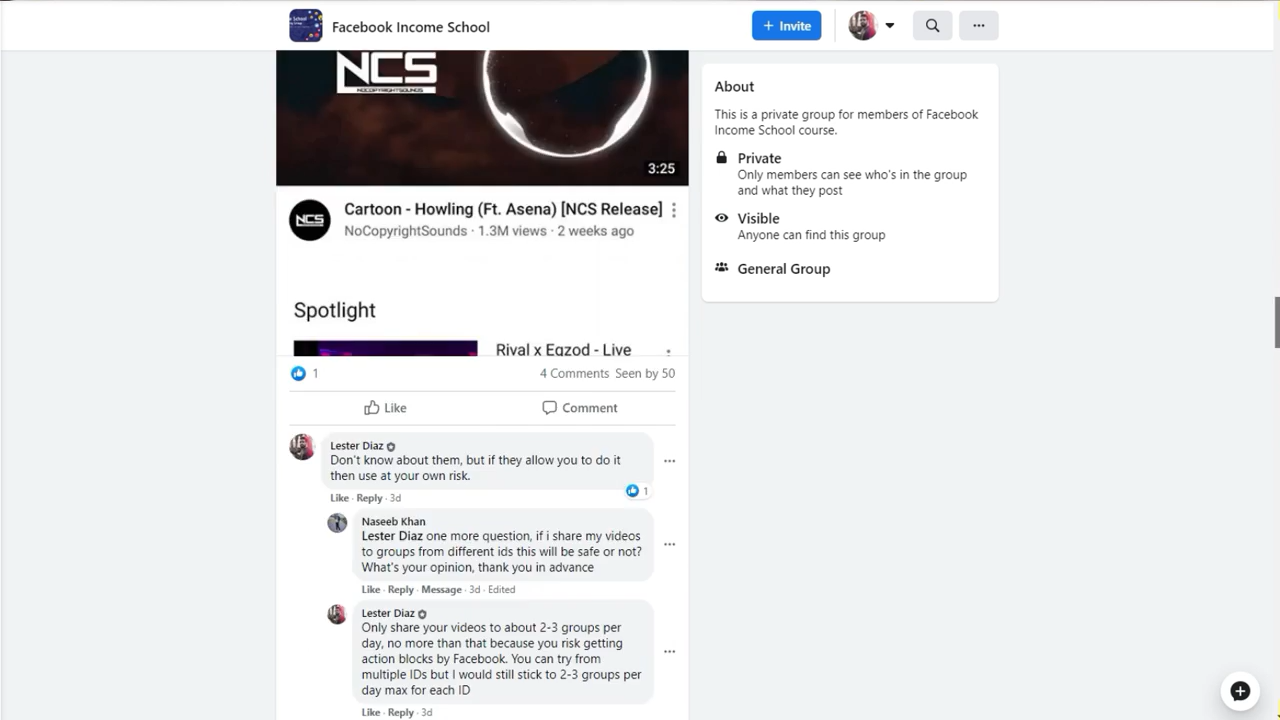 Facebook Income School
+ Invite
NCS
NOCOPYRIGHTSOUNDS
3:25
NCS
Cartoon - Howling (Ft. Asena) [NCS Release]
NoCopyrightSounds · 1.3M views · 2 weeks ago
Spotlight
Rival x Egzod - Live
1
4 Comments Seen by 50
Like
Comment
Lester Diaz
Don't know about them, but if they allow you to do it
then use at your own risk.
1
Like · Reply · 3d
Naseeb Khan
Lester Diaz one more question, if i share my videos
to groups from different ids this will be safe or not?
What's your opinion, thank you in advance
Like · Reply · Message · 3d · Edited
Lester Diaz
Only share your videos to about 2-3 groups per
day, no more than that because you risk getting
action blocks by Facebook. You can try from
multiple IDs but I would still stick to 2-3 groups per
day max for each ID
Like · Reply · 3d
About
This is a private group for members of Facebook
Income School course.
Private
Only members can see who's in the group
and what they post
Visible
Anyone can find this group
General Group